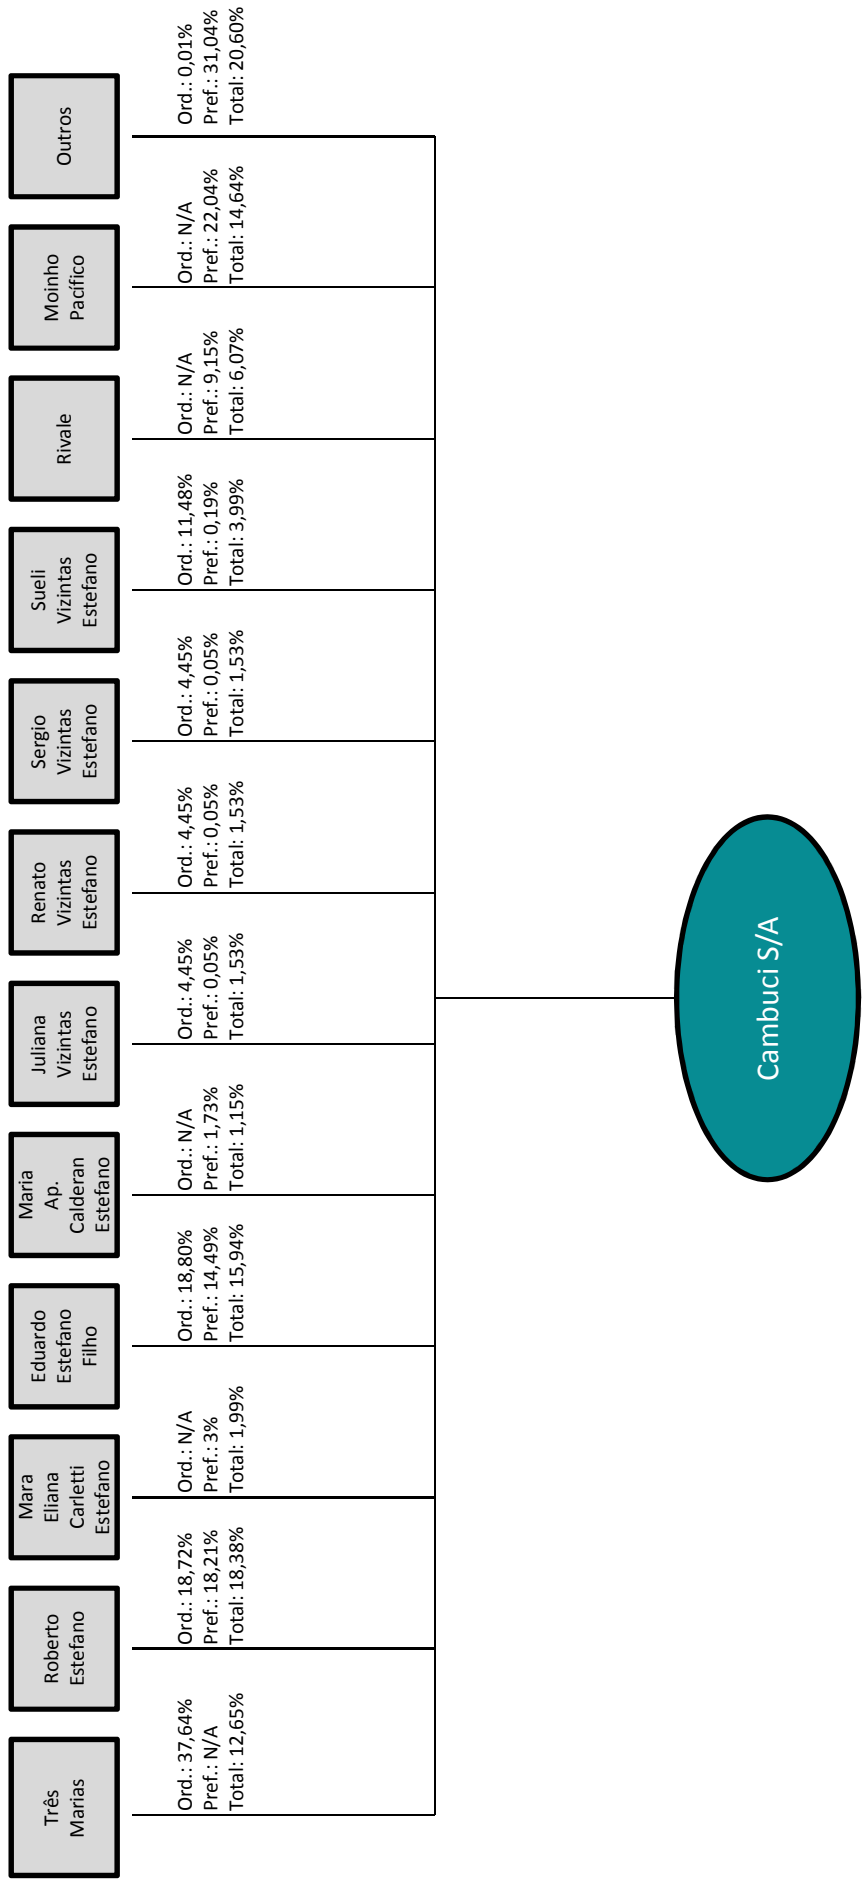 Três
Marias
Roberto
Estefano
Mara
Eliana
Carletti
Estefano
Eduardo
Estefano
Filho
Maria
Ap.
Calderan
Estefano
Juliana
Vizintas
Estefano
Renato
Vizintas
Estefano
Sergio
Vizintas
Estefano
Sueli
Vizintas
Estefano
Rivale
Moinho
Pacífico
Outros
Ord.: 37,64%
Pref.: N/A
Total: 12,65%
Ord.: 18,72%
Pref.: 18,21%
Total: 18,38%
Ord.: N/A
Pref.: 3%
Total: 1,99%
Ord.: 18,80%
Pref.: 14,49%
Total: 15,94%
Ord.: N/A
Pref.: 1,73%
Total: 1,15%
Ord.: 4,45%
Pref.: 0,05%
Total: 1,53%
Ord.: 4,45%
Pref.: 0,05%
Total: 1,53%
Ord.: 4,45%
Pref.: 0,05%
Total: 1,53%
Ord.: 11,48%
Pref.: 0,19%
Total: 3,99%
Ord.: N/A
Pref.: 9,15%
Total: 6,07%
Ord.: N/A
Pref.: 22,04%
Total: 14,64%
Ord.: 0,01%
Pref.: 31,04%
Total: 20,60%
Cambuci S/A